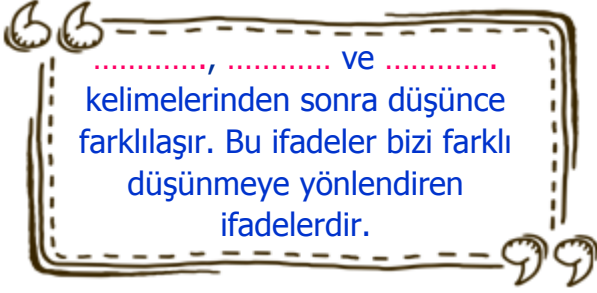 …………., ………… ve ………….
kelimelerinden sonra düşünce
farklılaşır. Bu ifadeler bizi farklı
düşünmeye yönlendiren
ifadelerdir.